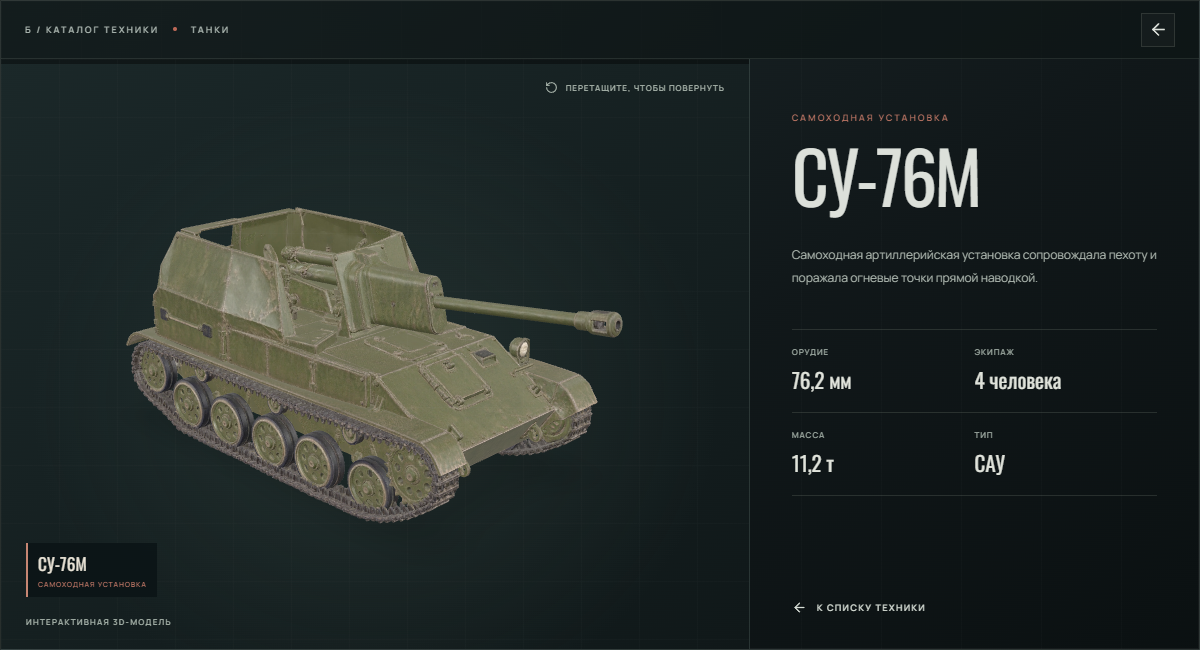 Б / КАТАЛОГ ТЕХНИКИ • ТАНКИ
ПЕРЕТАЩИТЕ, ЧТОБЫ ПОВЕРНУТЬ
СУ-76М
САМОХОДНАЯ УСТАНОВКА
ИНТЕРАКТИВНАЯ 3D-МОДЕЛЬ
САМОХОДНАЯ УСТАНОВКА
СУ-76М
Самоходная артиллерийская установка сопровождала пехоту и
поражала огневые точки прямой наводкой.
ОРУДИЕ
76,2 мм
ЭКИПАЖ
4 человека
МАССА
11,2 т
ТИП
САУ
К СПИСКУ ТЕХНИКИ